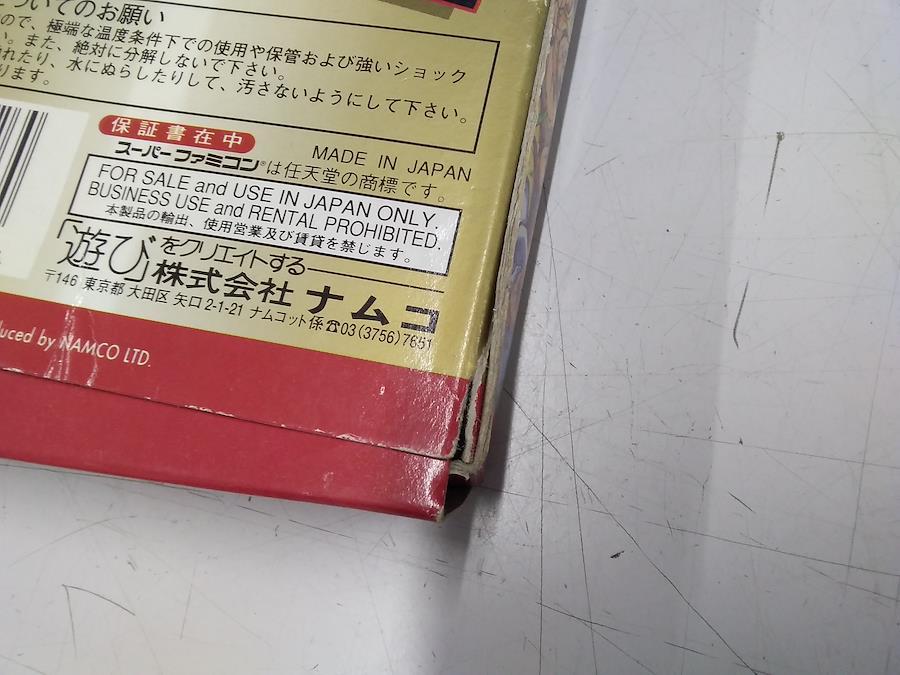 ついてのお願い
ので、極端な温度条件下での使用や保管および強いショック
い。また、絶対に分解しないで下さい。
れたり、水にぬらしたりして、汚さないようにして下さい。
ります。
保証書在中
MADE IN JAPAN
スーパーファミコン®は任天堂の商標です。
FOR SALE and USE IN JAPAN ONLY.
BUSINESS USE and RENTAL PROHIBITED.
本製品の輸出、使用営業及び賃貸を禁じます。
「遊び」をクリエイトする
株式会社 ナムコ
〒146 東京都大田区矢口2-1-21 ナムコット係☎03(3756)7651
duced by NAMCO LTD.